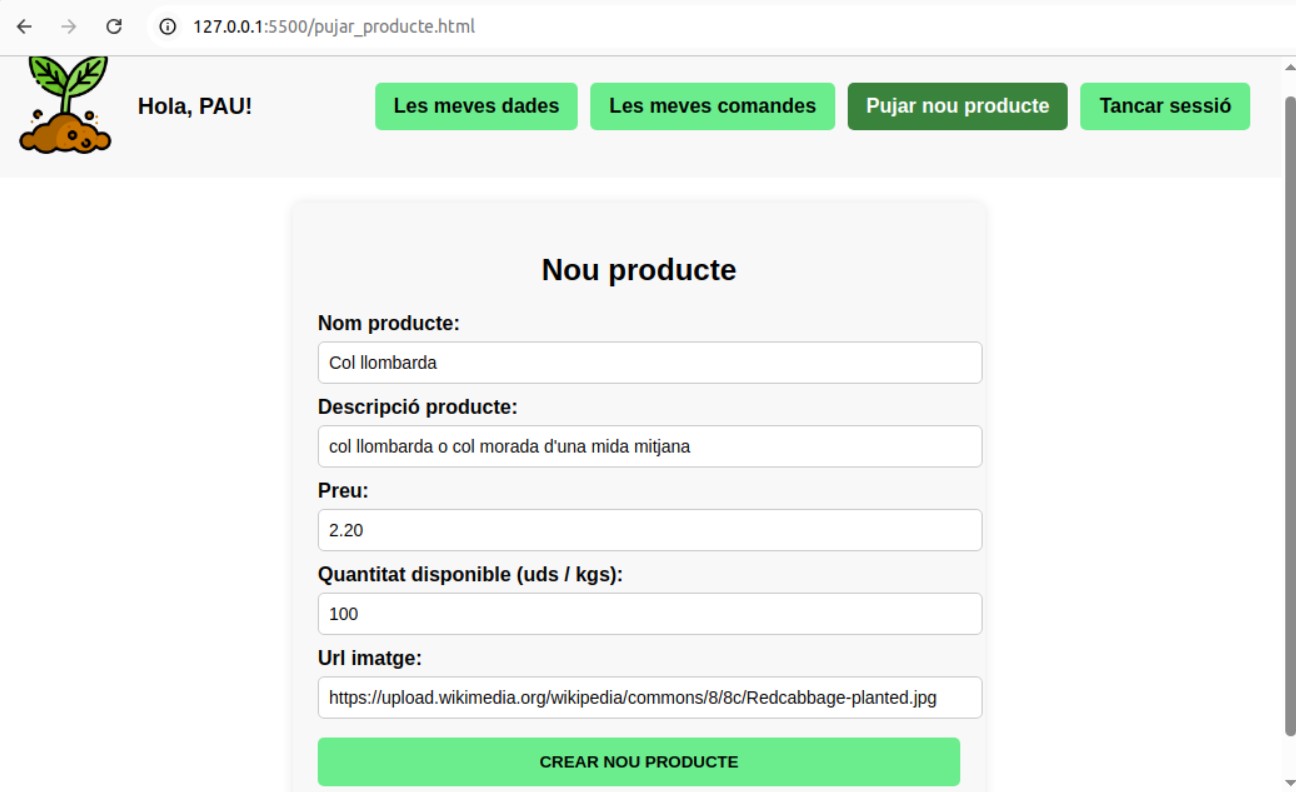 127.0.0.1:5500/pujar_producte.html
Hola, PAU!
Les meves dades
Les meves comandes
Pujar nou producte
Tancar sessió
Nou producte
Nom producte:
Col llombarda
Descripció producte:
col llombarda o col morada d'una mida mitjana
Preu:
2.20
Quantitat disponible (uds / kgs):
100
Url imatge:
https://upload.wikimedia.org/wikipedia/commons/8/8c/Redcabbage-planted.jpg
CREAR NOU PRODUCTE